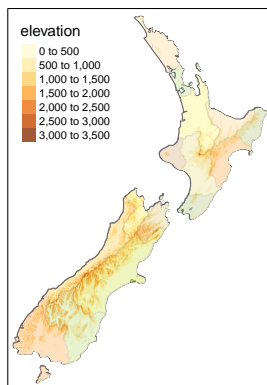 elevation
0 to 500
500 to 1,000
1,000 to 1,500
1,500 to 2,000
2,000 to 2,500
2,500 to 3,000
3,000 to 3,500